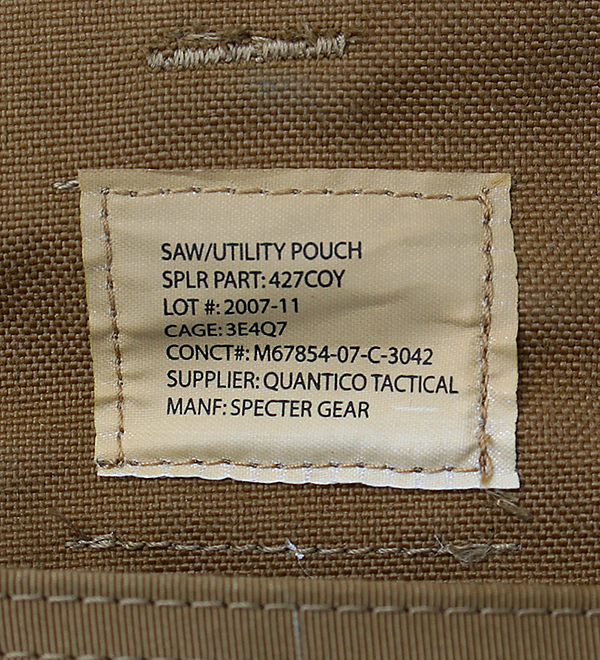 SAW/UTILITY POUCH
SPLR PART: 427COY
LOT #: 2007-11
CAGE: 3E4Q7
CONCT#: M67854-07-C-3042
SUPPLIER: QUANTICO TACTICAL
MANF: SPECTER GEAR